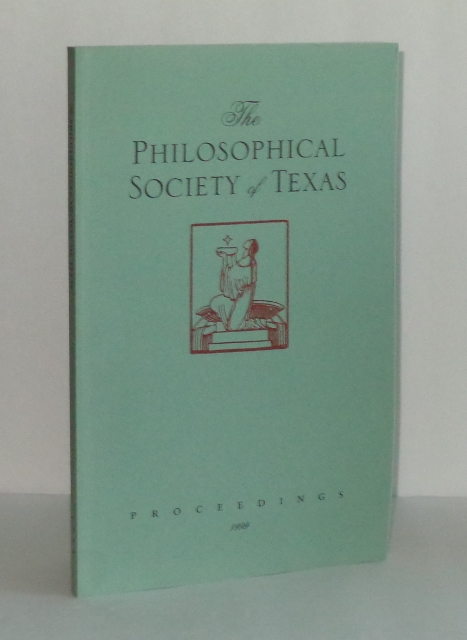 The
PHILOSOPHICAL
SOCIETY of TEXAS
PROCEEDINGS